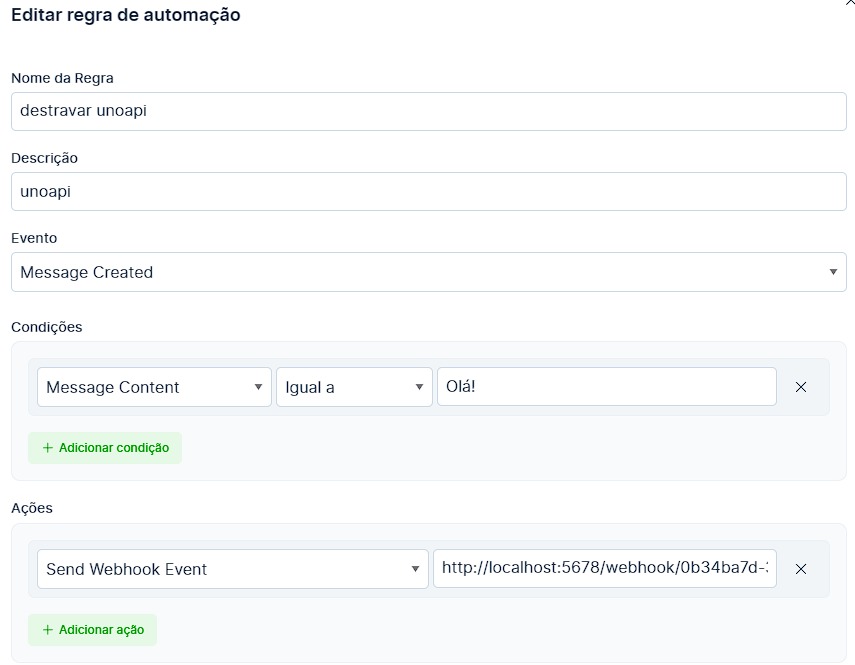 Editar regra de automação
Nome da Regra
destravar unoapi
Descrição
unoapi
Evento
Message Created
Condições
Message Content Igual a Olá!
+ Adicionar condição
Ações
Send Webhook Event http://localhost:5678/webhook/0b34ba7d-
+ Adicionar ação